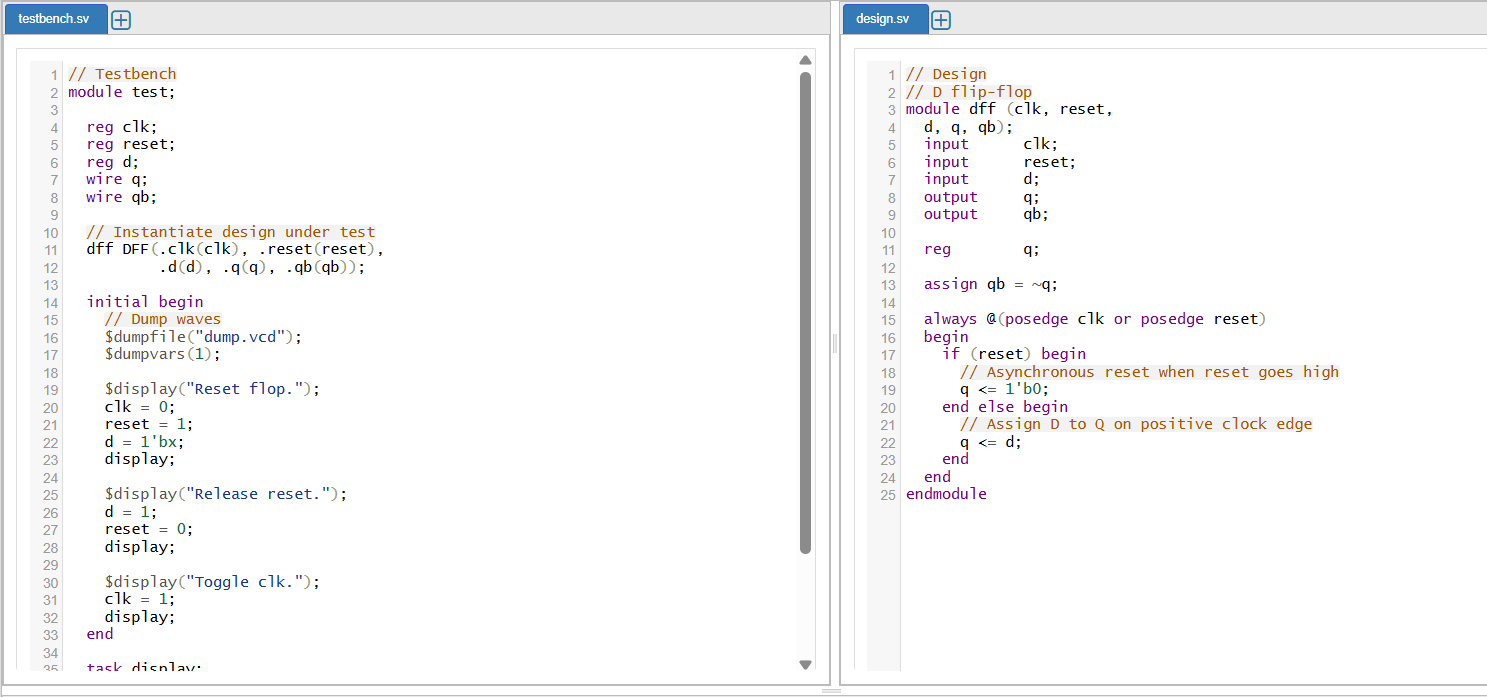 testbench.sv
1 // Testbench
2 module test;
3
4 reg clk;
5 reg reset;
6 reg d;
7 wire q;
8 wire qb;
9
10 // Instantiate design under test
11 dff DFF(.clk(clk), .reset(reset),
12 .d(d), .q(q), .qb(qb));
13
14 initial begin
15 // Dump waves
16 $dumpfile("dump.vcd");
17 $dumpvars(1);
18
19 $display("Reset flop.");
20 clk = 0;
21 reset = 1;
22 d = 1'bx;
23 display;
24
25 $display("Release reset.");
26 d = 1;
27 reset = 0;
28 display;
29
30 $display("Toggle clk.");
31 clk = 1;
32 display;
33 end
34
35 task display;
design.sv
1 // Design
2 // D flip-flop
3 module dff (clk, reset,
4 d, q, qb);
5 input clk;
6 input reset;
7 input d;
8 output q;
9 output qb;
10
11 reg q;
12
13 assign qb = ~q;
14
15 always @(posedge clk or posedge reset)
16 begin
17 if (reset) begin
18 // Asynchronous reset when reset goes high
19 q <= 1'b0;
20 end else begin
21 // Assign D to Q on positive clock edge
22 q <= d;
23 end
24 end
25 endmodule